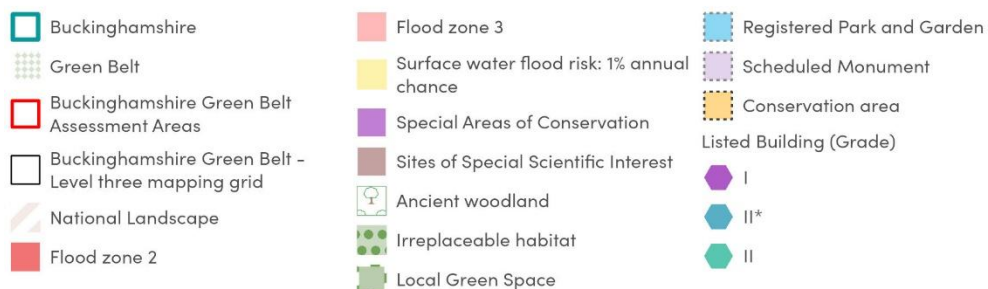 Buckinghamshire
Green Belt
Buckinghamshire Green Belt
Assessment Areas
Buckinghamshire Green Belt -
Level three mapping grid
National Landscape
Flood zone 2
Flood zone 3
Surface water flood risk: 1% annual
chance
Special Areas of Conservation
Sites of Special Scientific Interest
Ancient woodland
Irreplaceable habitat
Local Green Space
Registered Park and Garden
Scheduled Monument
Conservation area
Listed Building (Grade)
I
II*
II